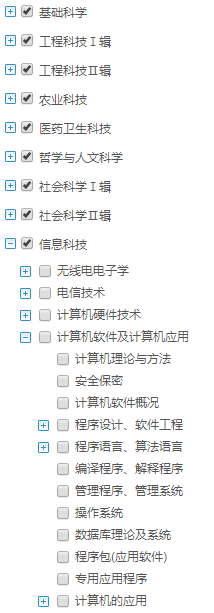 基础科学
工程科技Ⅰ辑
工程科技Ⅱ辑
农业科技
医药卫生科技
哲学与人文科学
社会科学Ⅰ辑
社会科学Ⅱ辑
信息科技
无线电电子学
电信技术
计算机硬件技术
计算机软件及计算机应用
计算机理论与方法
安全保密
计算机软件概况
程序设计、软件工程
程序语言、算法语言
编译程序、解释程序
管理程序、管理系统
操作系统
数据库理论及系统
程序包(应用软件)
专用应用程序
计算机的应用